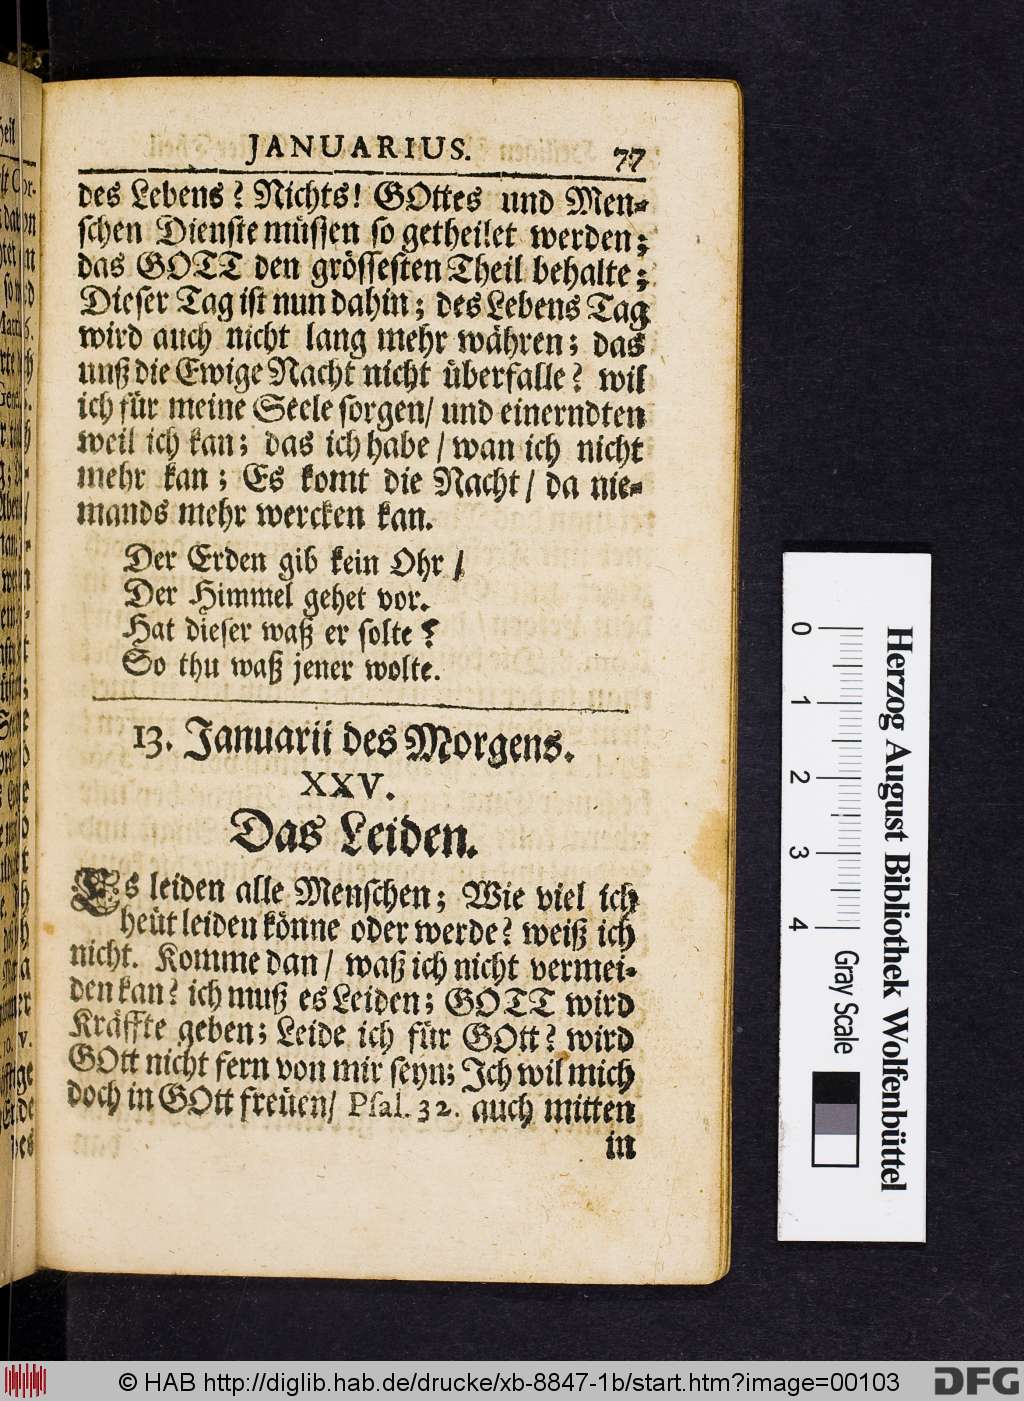 JANUARIUS. 77
des Lebens? Nichts! GOttes und Men-
schen Dienste müssen so getheilet werden;
das GOTT den grössesten Theil behalte;
Dieser Tag ist nun dahin; des Lebens Tag
wird auch nicht lang mehr währen; das
unß die Ewige Nacht nicht überfalle? wil
ich für meine Seele sorgen/ und einerndten
weil ich kan; das ich habe/ wan ich nicht
mehr kan; Es komt die Nacht/ da nie-
mands mehr wercken kan.
Der Erden gib kein Ohr/
Der Himmel gehet vor.
Hat dieser waß er solte?
So thu waß jener wolte.
13. Januarii des Morgens.
XXV.
Das Leiden.
Es leiden alle Menschen; Wie viel ich
heüt leiden könne oder werde? weiß ich
nicht. Komme dan/ waß ich nicht vermei-
den kan? ich muß es Leiden; GOTT wird
Kräffte geben; Leide ich für GOtt? wird
GOtt nicht fern von mir seyn; Ich wil mich
doch in GOtt freüen/ Psal. 32. auch mitten
in
0 1 2 3 4
Gray Scale
Herzog August Bibliothek Wolfenbüttel
© HAB http://diglib.hab.de/drucke/xb-8847-1b/start.htm?image=00103
DFG